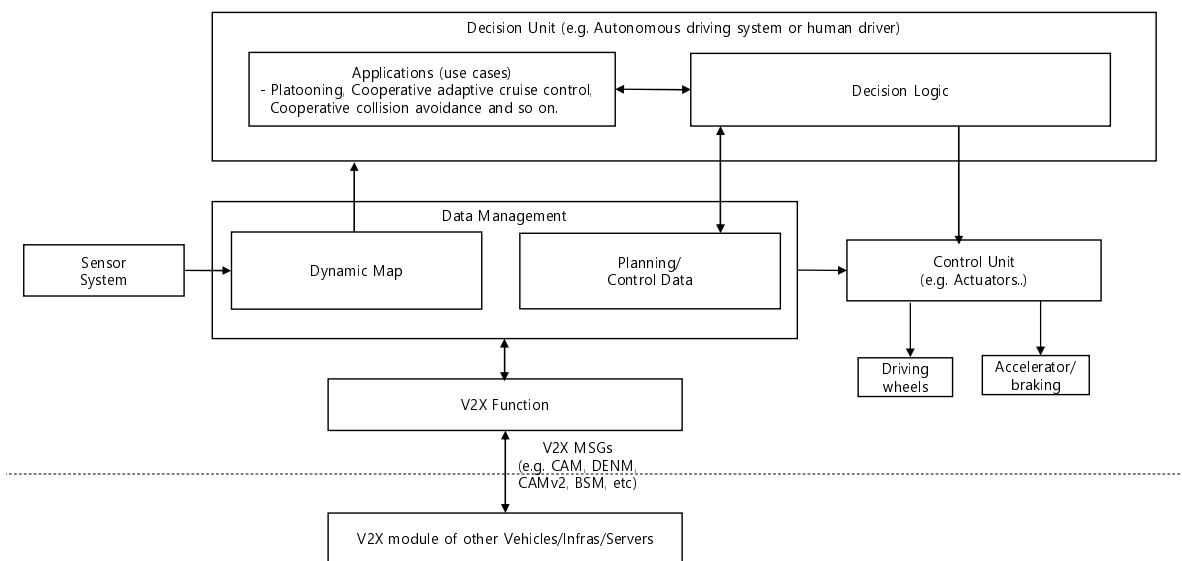 Decision Unit (e.g. Autonomous driving system or human driver)
Applications (use cases)
- Platooning, Cooperative adaptive cruise control,
Cooperative collision avoidance and so on.
Decision Logic
Data Management
Sensor
System
Dynamic Map
Planning/
Control Data
Control Unit
(e.g. Actuators..)
Driving
wheels
Accelerator/
braking
V2X Function
V2X MSGs
(e.g. CAM, DENM,
CAMv2, BSM, etc)
V2X module of other Vehicles/Infras/Servers